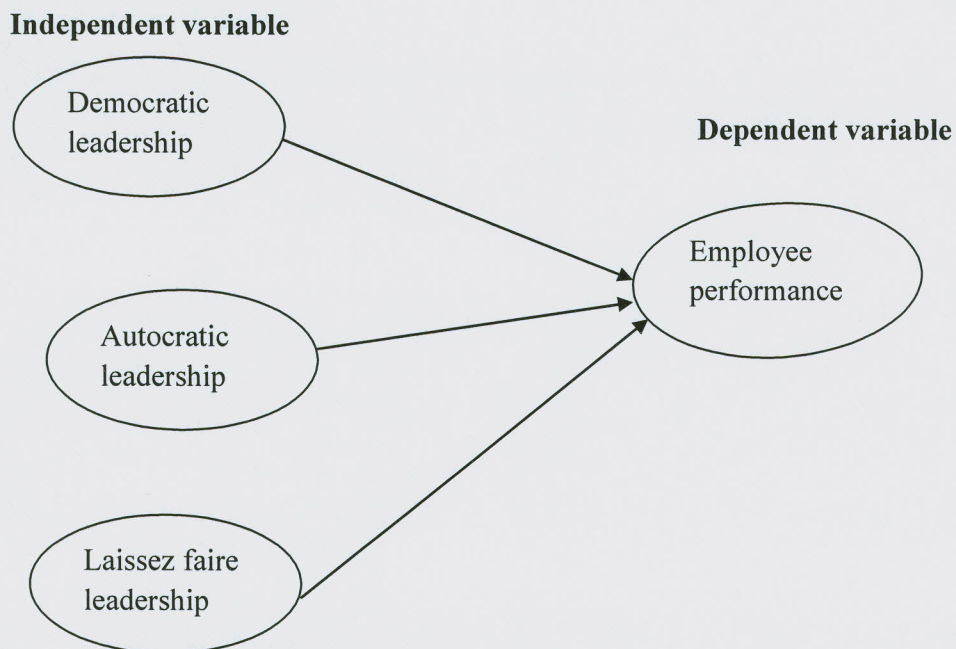 Independent variable
Democratic
leadership
Dependent variable
Employee
performance
Autocratic
leadership
Laissez faire
leadership